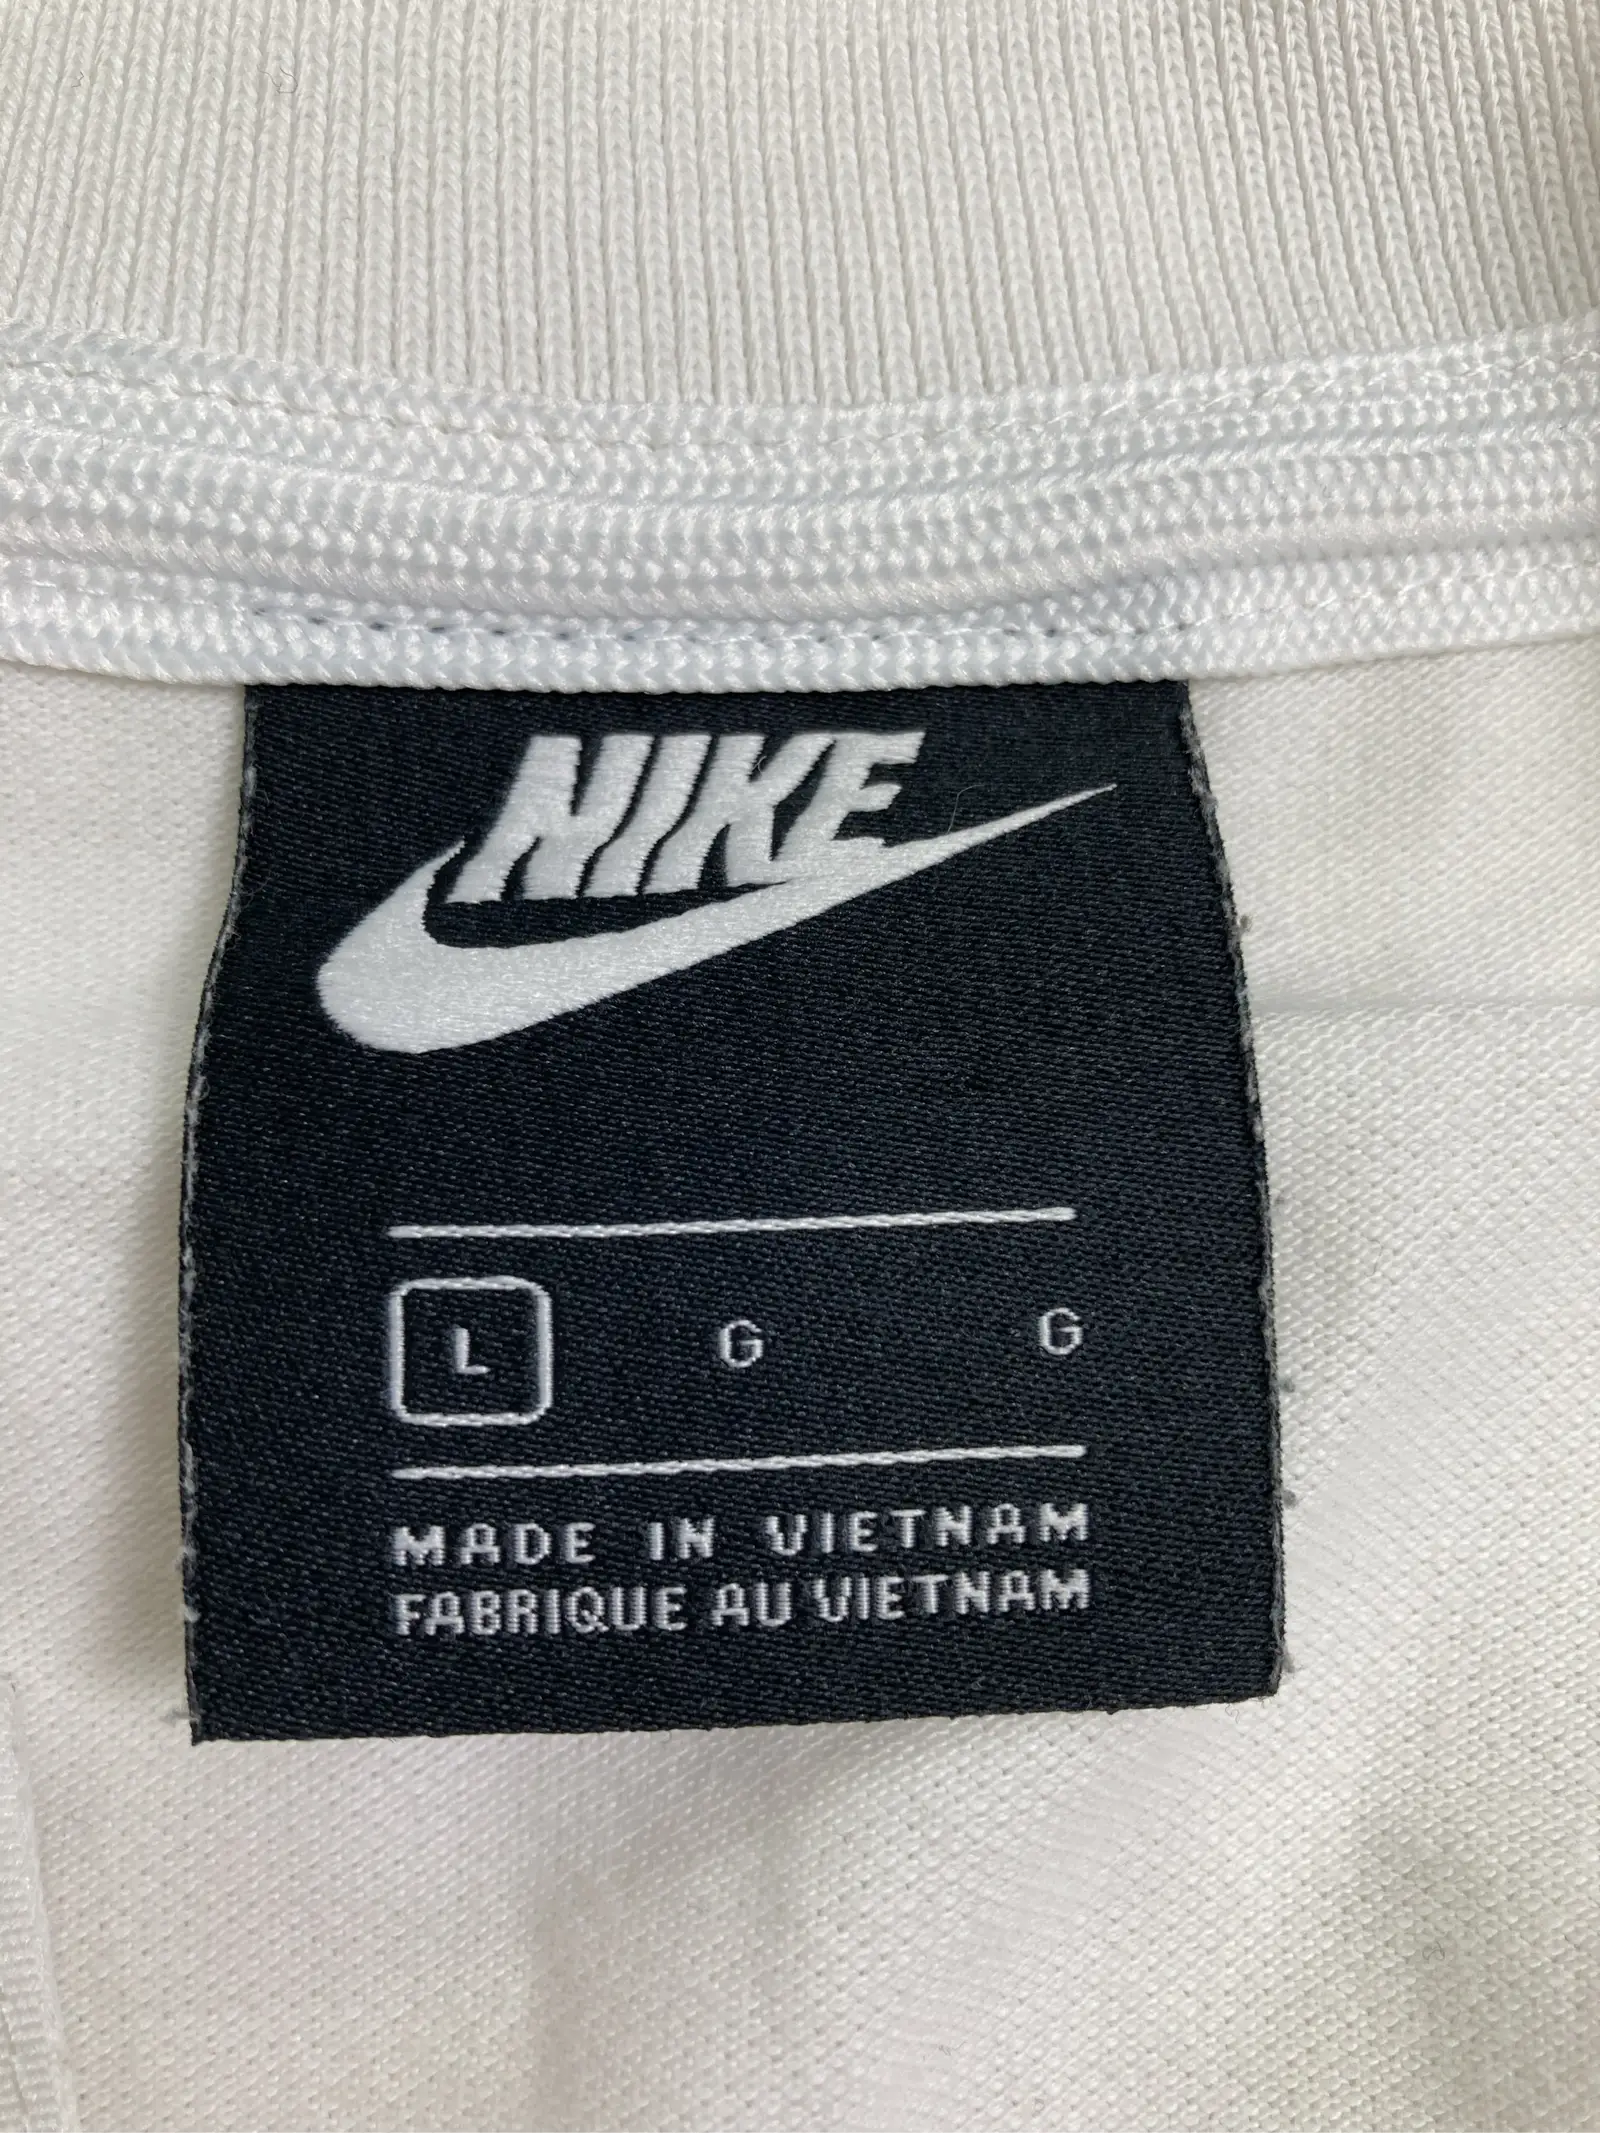 NIKE
L G G
MADE IN VIETNAM
FABRIQUE AU VIETNAM